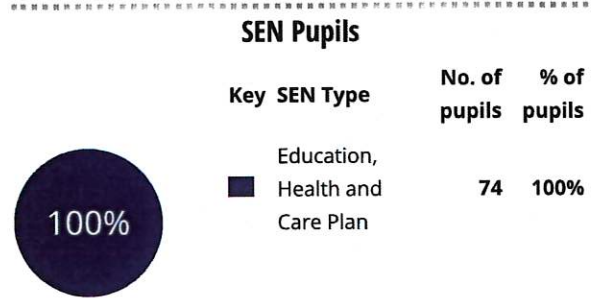 SEN Pupils
Key SEN Type No. of pupils % of pupils
Education,
Health and 74 100%
Care Plan
100%